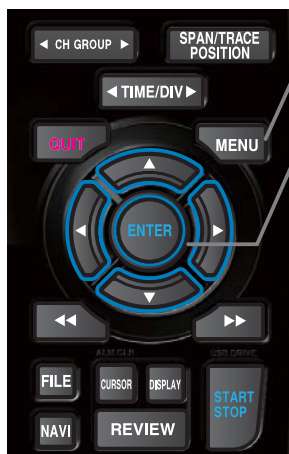 ◀ CH GROUP ▶
SPAN/TRACE
POSITION
◀TIME/DIV▶
QUIT
MENU
ENTER
◀◀
▶▶
ALM CLR
USB DRIVE
FILE
CURSOR
DISPLAY
START
STOP
NAVI
REVIEW